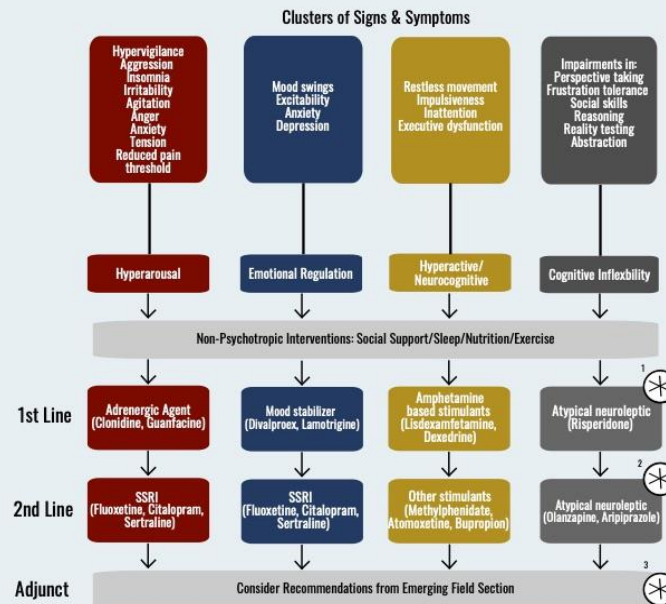 Clusters of Signs & Symptoms
Hypervigilance
Aggression
Insomnia
Irritability
Agitation
Anger
Anxiety
Tension
Reduced pain
threshold
Mood swings
Excitability
Anxiety
Depression
Restless movement
Impulsiveness
Inattention
Executive dysfunction
Impairments in:
Perspective taking
Frustration tolerance
Social skills
Reasoning
Reality testing
Abstraction
Hyperarousal
Emotional Regulation
Hyperactive/
Neurocognitive
Cognitive Inflexbility
Non-Psychotropic Interventions: Social Support/Sleep/Nutrition/Exercise
1
1st Line
Adrenergic Agent
(Clonidine, Guanfacine)
Mood stabilizer
(Divalproex, Lamotrigine)
Amphetamine
based stimulants
(Lisdexamfetamine,
Dexedrine)
Atypical neuroleptic
(Risperidone)
2
2nd Line
SSRI
(Fluoxetine, Citalopram,
Sertraline)
SSRI
(Fluoxetine, Citalopram,
Sertraline)
Other stimulants
(Methylphenidate,
Atomoxetine, Bupropion)
Atypical neuroleptic
(Olanzapine, Aripiprazole)
3
Adjunct
Consider Recommendations from Emerging Field Section